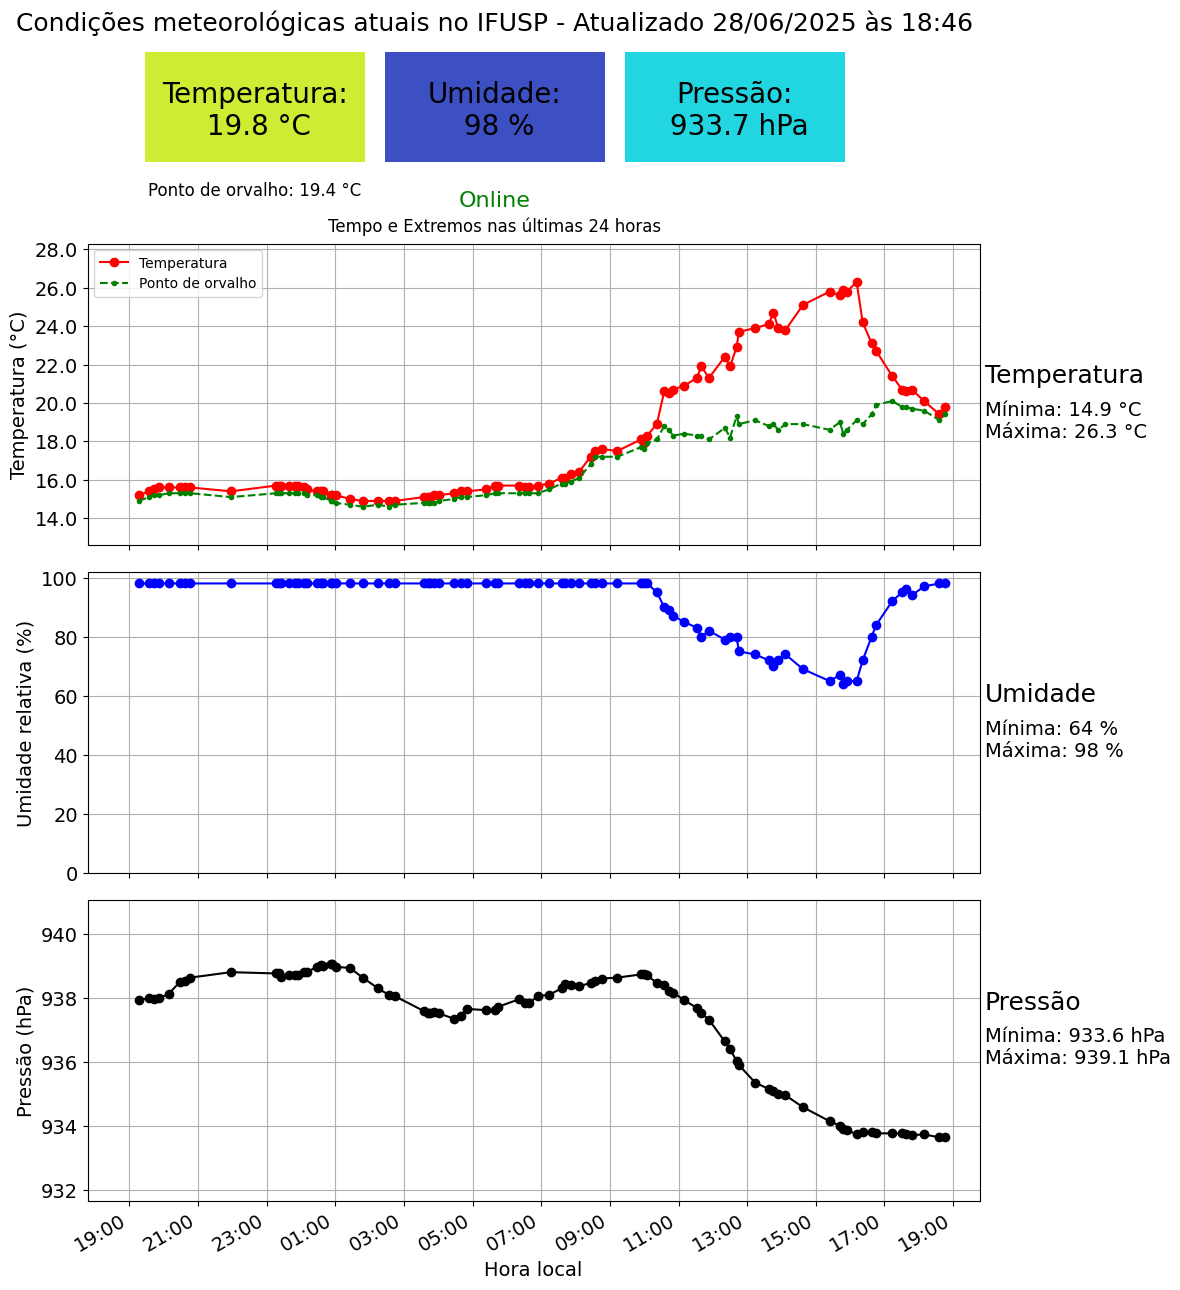 Condições meteorológicas atuais no IFUSP - Atualizado 28/06/2025 às 18:46
Temperatura:
19.8 °C
Umidade:
98 %
Pressão:
933.7 hPa
Ponto de orvalho: 19.4 °C
Online
Tempo e Extremos nas últimas 24 horas
Temperatura (°C)
28.0
26.0
24.0
22.0
20.0
18.0
16.0
14.0
Temperatura
Ponto de orvalho
Temperatura
Mínima: 14.9 °C
Máxima: 26.3 °C
Umidade relativa (%)
100
80
60
40
20
0
Umidade
Mínima: 64 %
Máxima: 98 %
Pressão (hPa)
940
938
936
934
932
Pressão
Mínima: 933.6 hPa
Máxima: 939.1 hPa
19:00 21:00 23:00 01:00 03:00 05:00 07:00 09:00 11:00 13:00 15:00 17:00 19:00
Hora local